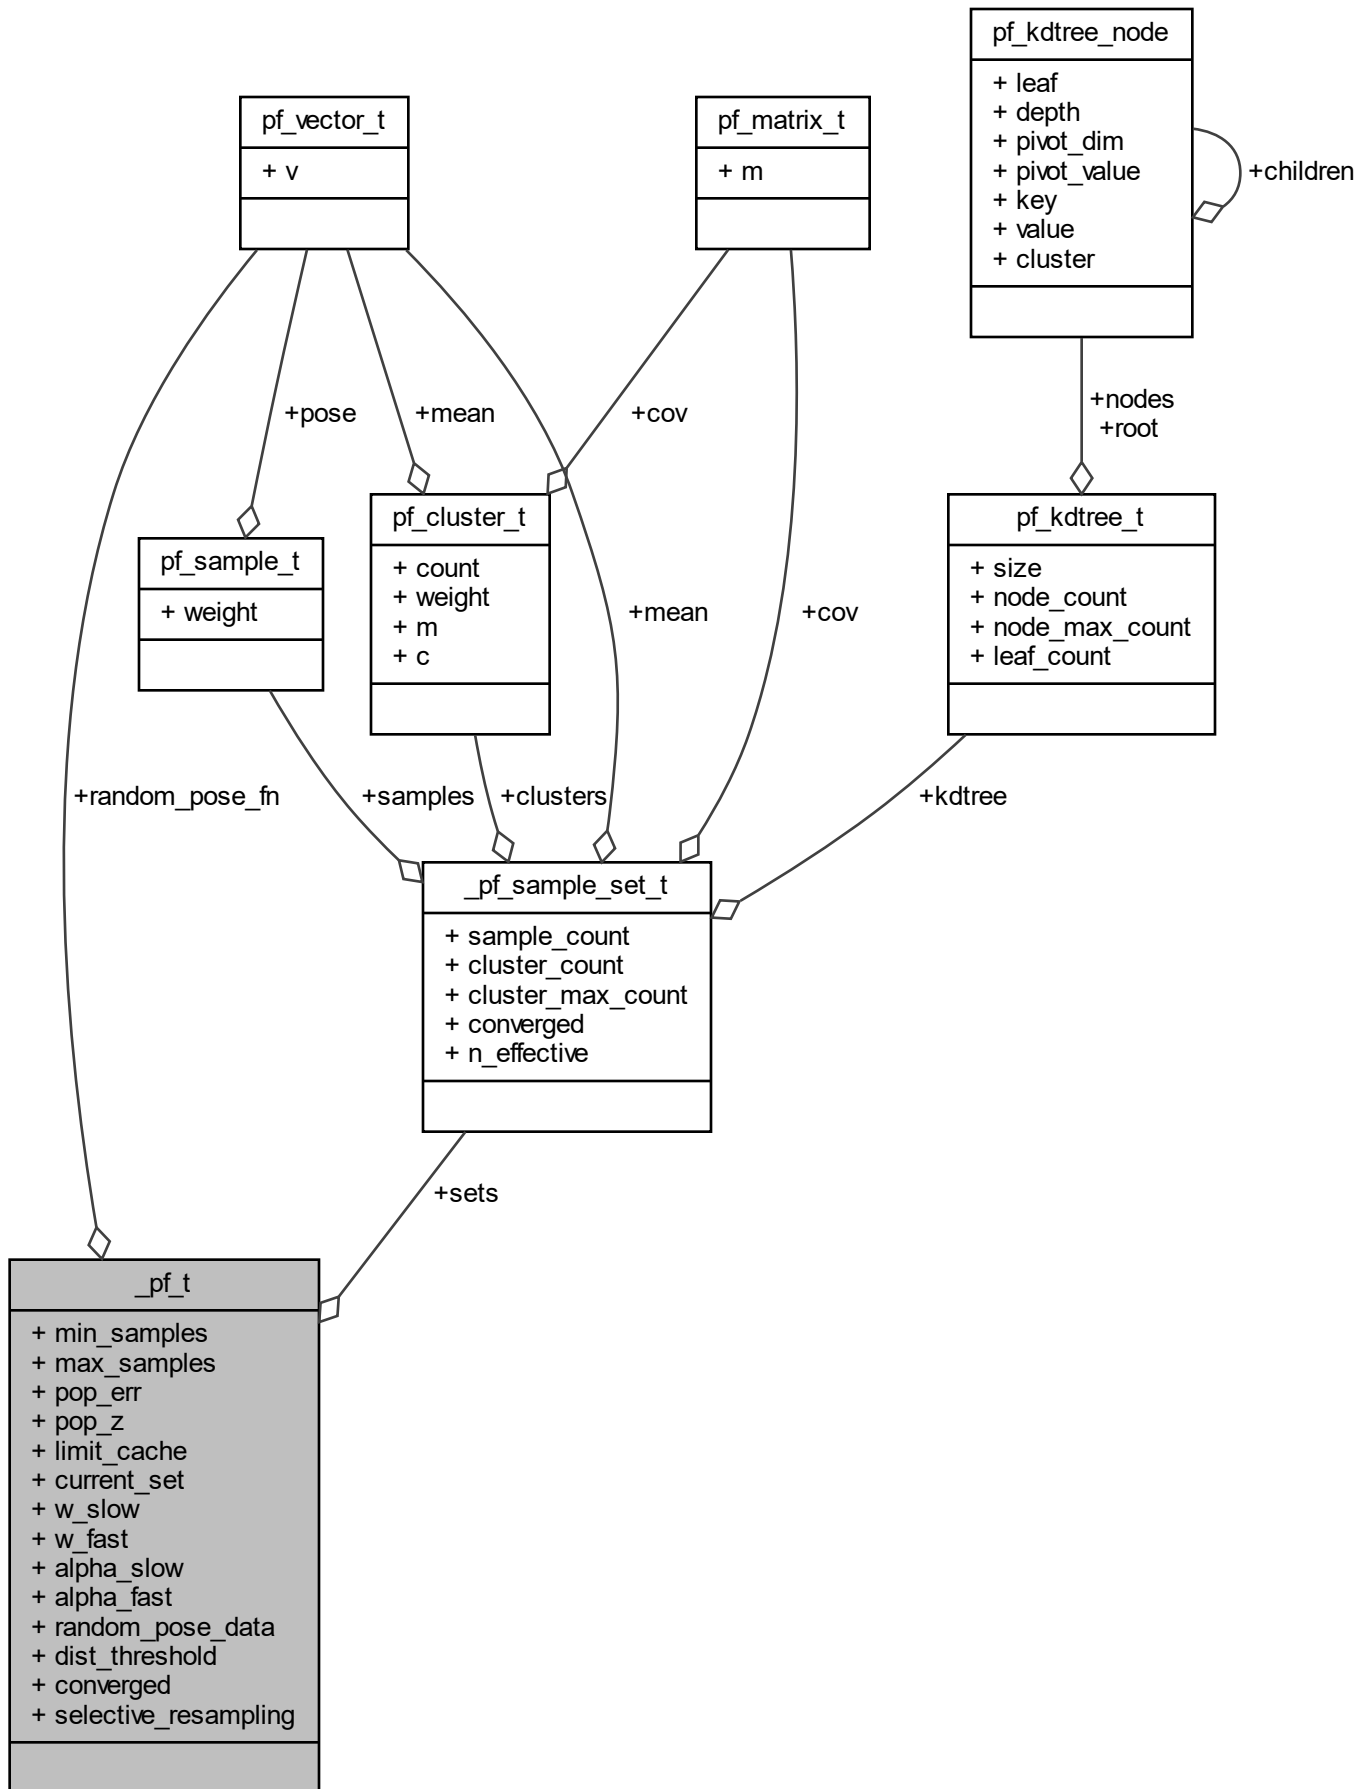 pf_kdtree_node
+ leaf
+ depth
+ pivot_dim
+ pivot_value
+ key
+ value
+ cluster
+children
pf_vector_t
+ v
pf_matrix_t
+ m
+nodes
+root
+pose
+mean
+cov
pf_cluster_t
+ count
+ weight
+ m
+ c
pf_kdtree_t
+ size
+ node_count
+ node_max_count
+ leaf_count
pf_sample_t
+ weight
+mean
+cov
+random_pose_fn
+samples
+clusters
+kdtree
_pf_sample_set_t
+ sample_count
+ cluster_count
+ cluster_max_count
+ converged
+ n_effective
+sets
_pf_t
+ min_samples
+ max_samples
+ pop_err
+ pop_z
+ limit_cache
+ current_set
+ w_slow
+ w_fast
+ alpha_slow
+ alpha_fast
+ random_pose_data
+ dist_threshold
+ converged
+ selective_resampling